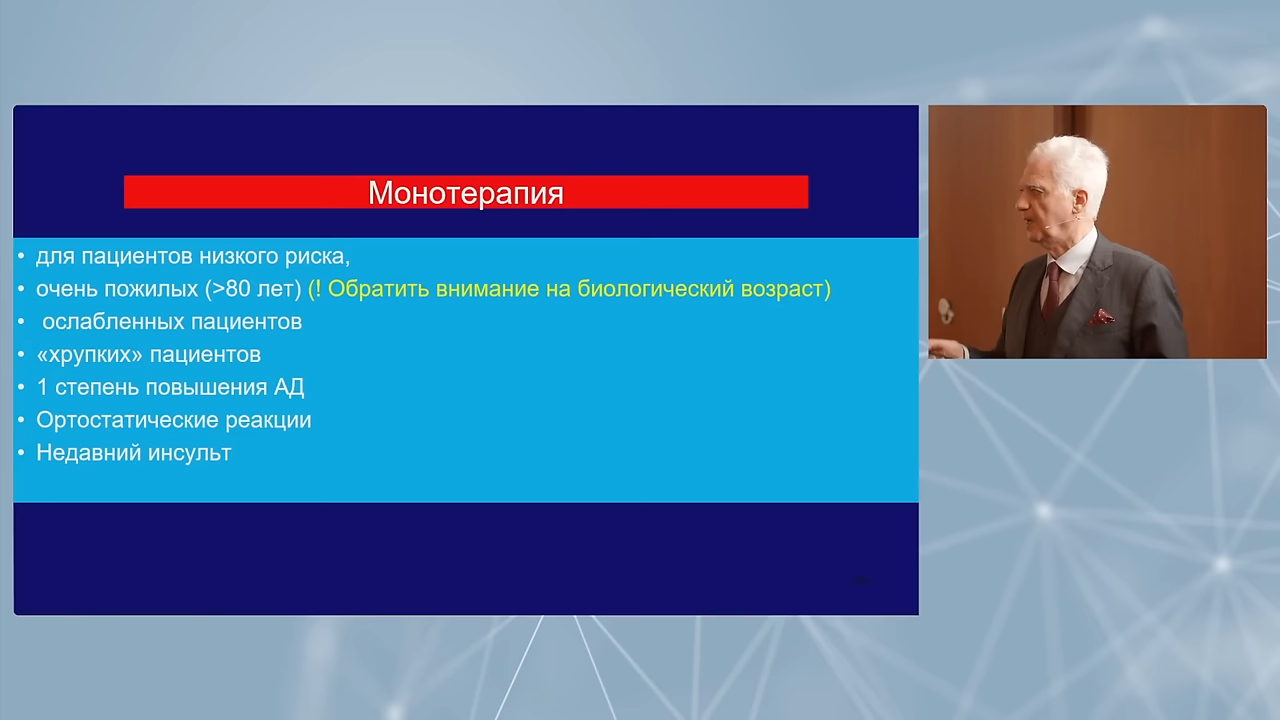 Монотерапия
• для пациентов низкого риска,
• очень пожилых (>80 лет) (! Обратить внимание на биологический возраст)
• ослабленных пациентов
• «хрупких» пациентов
• 1 степень повышения АД
• Ортостатические реакции
• Недавний инсульт